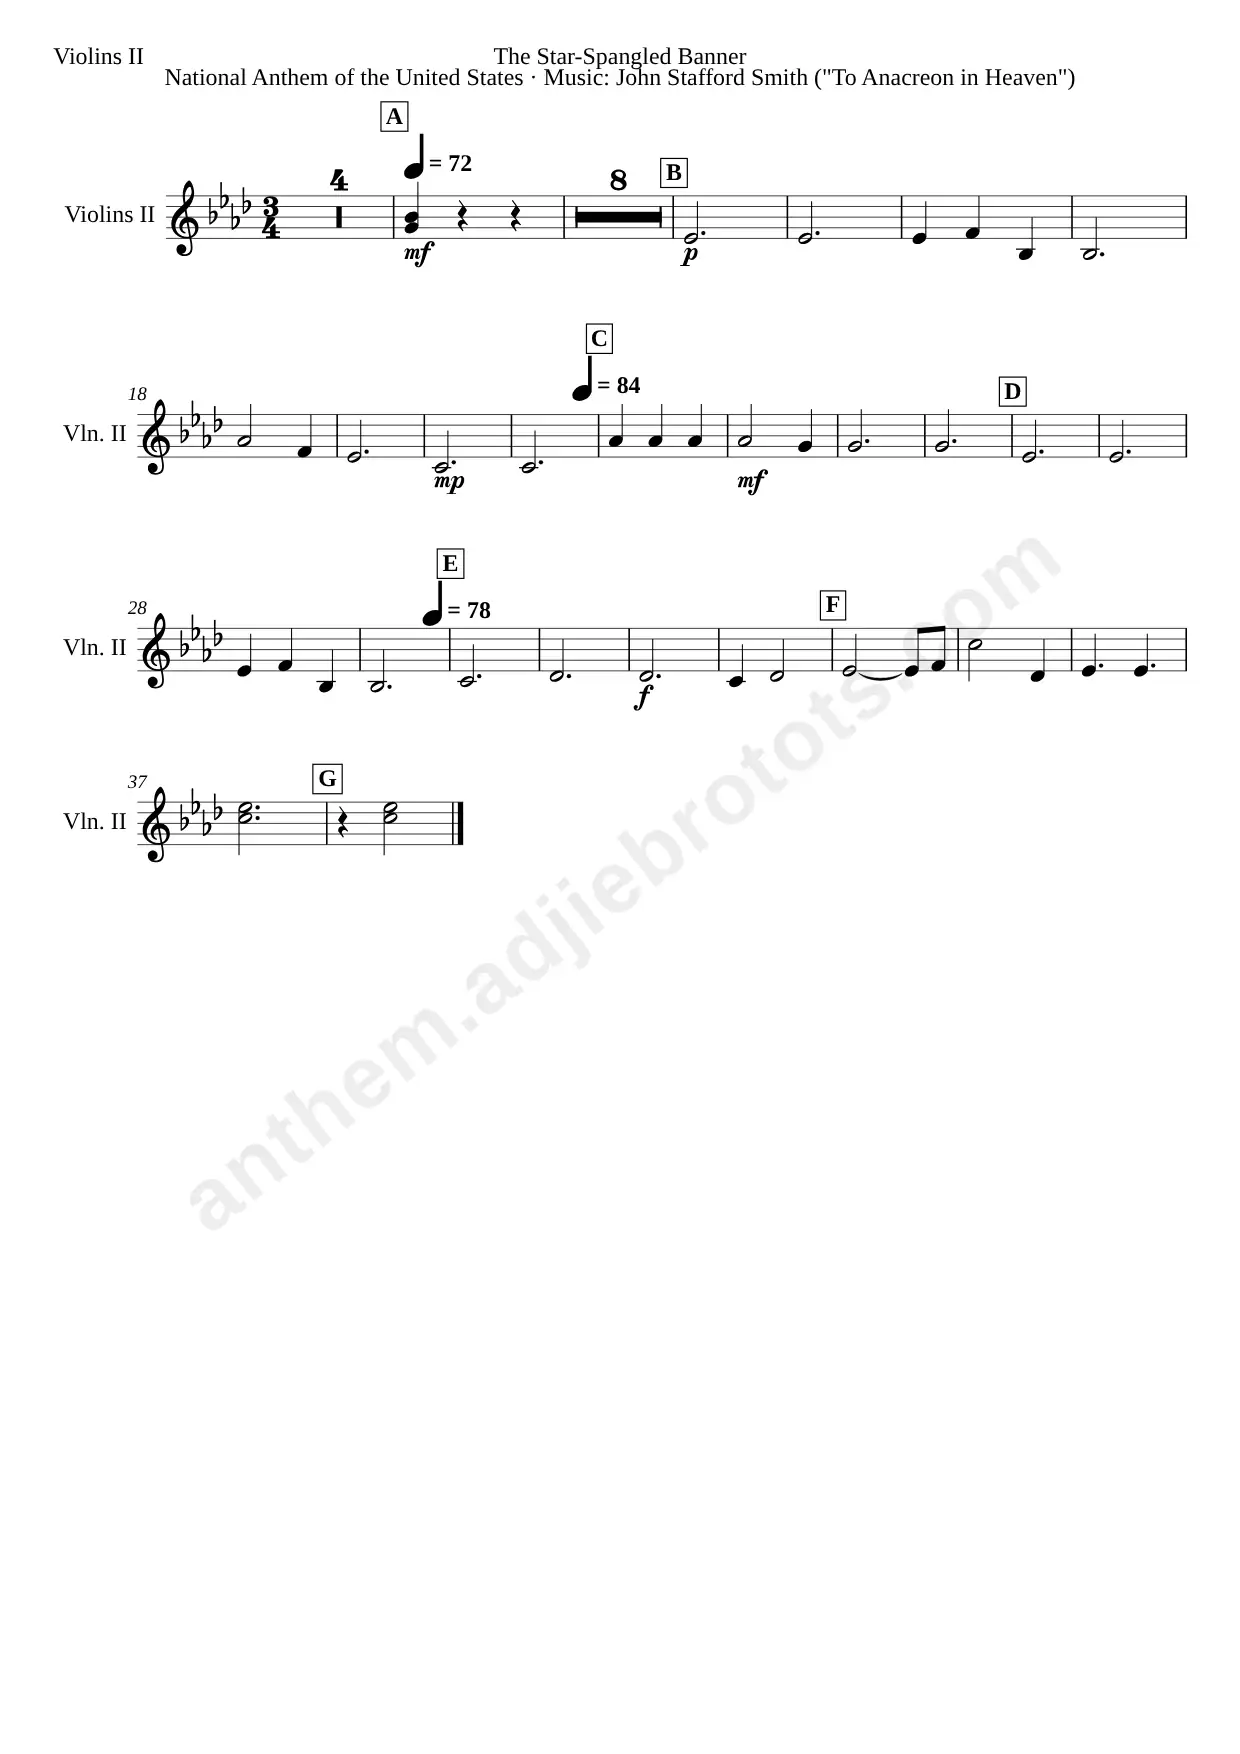 Violins II
The Star-Spangled Banner
National Anthem of the United States · Music: John Stafford Smith ("To Anacreon in Heaven")
A
= 72
4
8
B
Violins II
3
4
mf
p
C
= 84
D
18
Vln. II
mp
mf
E
= 78
F
28
Vln. II
f
G
37
Vln. II
anthem.adjiebrotots.com